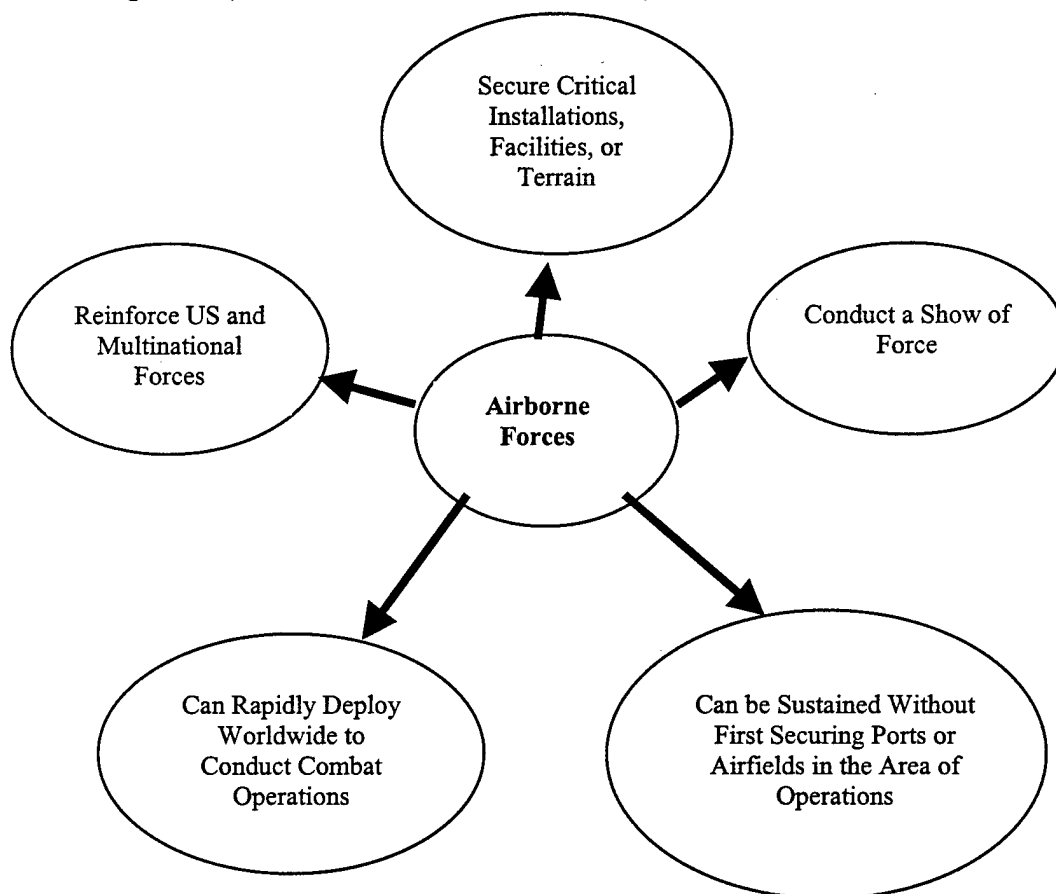 Secure Critical
Installations,
Facilities, or
Terrain
Reinforce US and
Multinational
Forces
Conduct a Show of
Force
Airborne
Forces
Can Rapidly Deploy
Worldwide to
Conduct Combat
Operations
Can be Sustained Without
First Securing Ports or
Airfields in the Area of
Operations